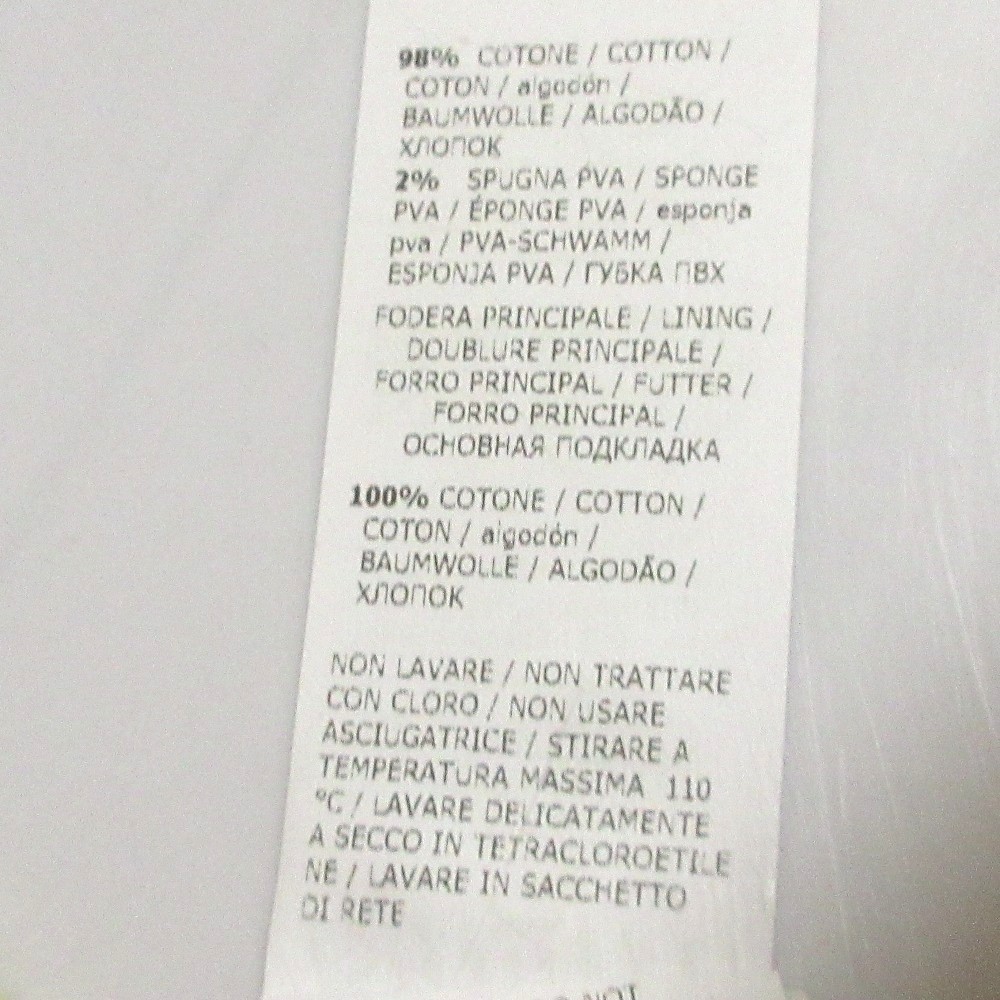 98% COTONE / COTTON /
COTON / algodón /
BAUMWOLLE / ALGODÃO /
ХЛОПОК
2% SPUGNA PVA / SPONGE
PVA / ÉPONGE PVA / esponja
pva / PVA-SCHWAMM /
ESPONJA PVA / ГУБКА ПВХ
FODERA PRINCIPALE / LINING /
DOUBLURE PRINCIPALE /
FORRO PRINCIPAL / FUTTER /
FORRO PRINCIPAL /
ОСНОВНАЯ ПОДКЛАДКА
100% COTONE / COTTON /
COTON / algodón /
BAUMWOLLE / ALGODÃO /
ХЛОПОК
NON LAVARE / NON TRATTARE
CON CLORO / NON USARE
ASCIUGATRICE / STIRARE A
TEMPERATURA MASSIMA 110
°C / LAVARE DELICATAMENTE
A SECCO IN TETRACLOROETILE
NE / LAVARE IN SACCHETTO
DI RETE